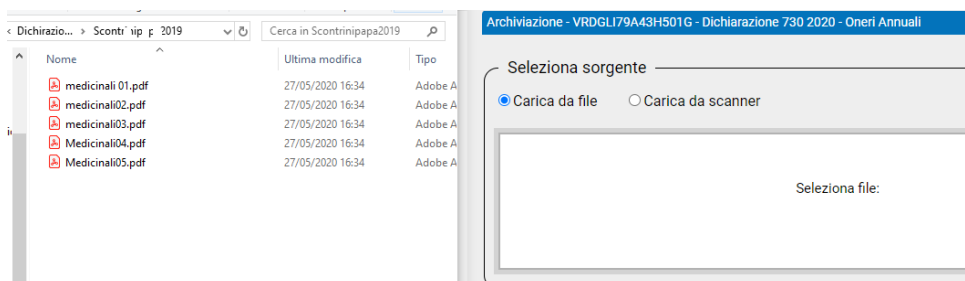 Dichirazio... > Scontr ip p 2019
Cerca in Scontrinipapa2019
Nome
Ultima modifica
Tipo
medicinali 01.pdf
27/05/2020 16:34
Adobe A
medicinali02.pdf
27/05/2020 16:34
Adobe A
medicinali03.pdf
27/05/2020 16:34
Adobe A
Medicinali04.pdf
27/05/2020 16:34
Adobe A
Medicinali05.pdf
27/05/2020 16:34
Adobe A
Archiviazione - VRDGLI79A43H501G - Dichiarazione 730 2020 - Oneri Annuali
Seleziona sorgente
Carica da file
Carica da scanner
Seleziona file: